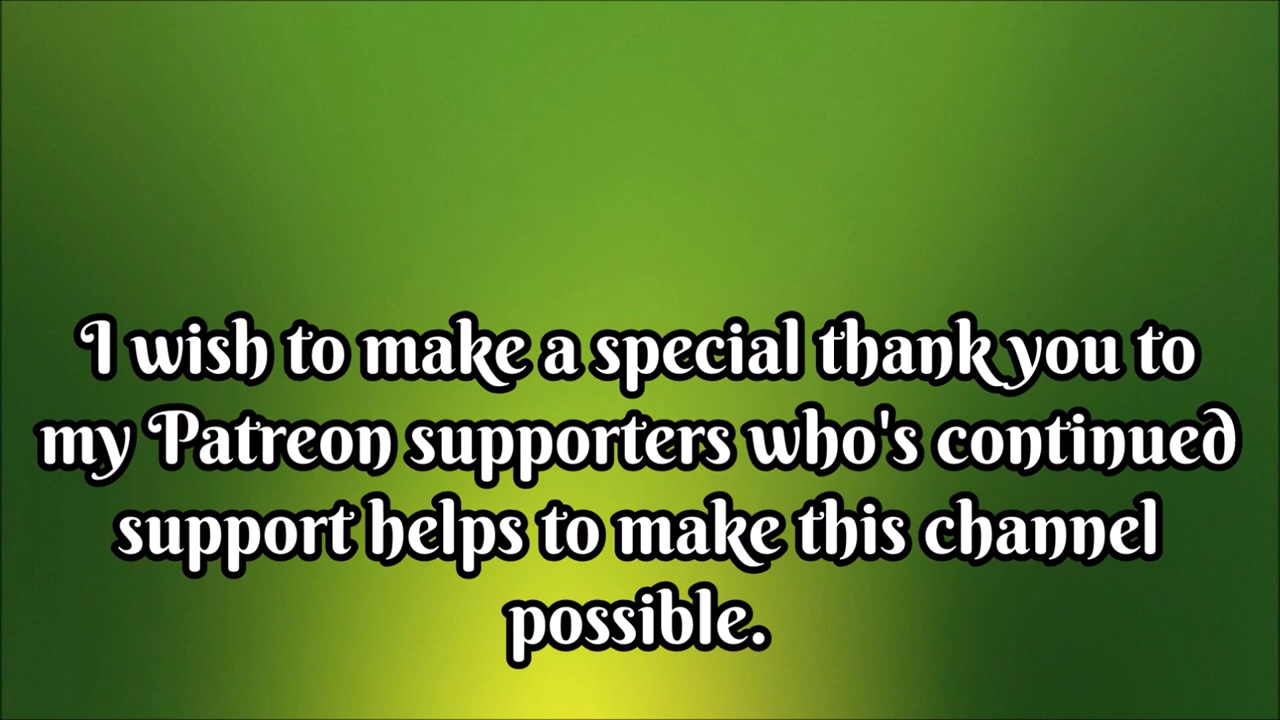 I wish to make a special thank you to
my Patreon supporters who's continued
support helps to make this channel
possible.